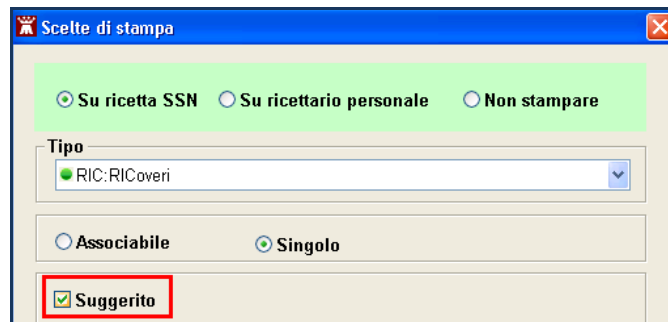 Scelte di stampa
Su ricetta SSN Su ricettario personale Non stampare
Tipo
RIC:RICoveri
Associabile Singolo
Suggerito